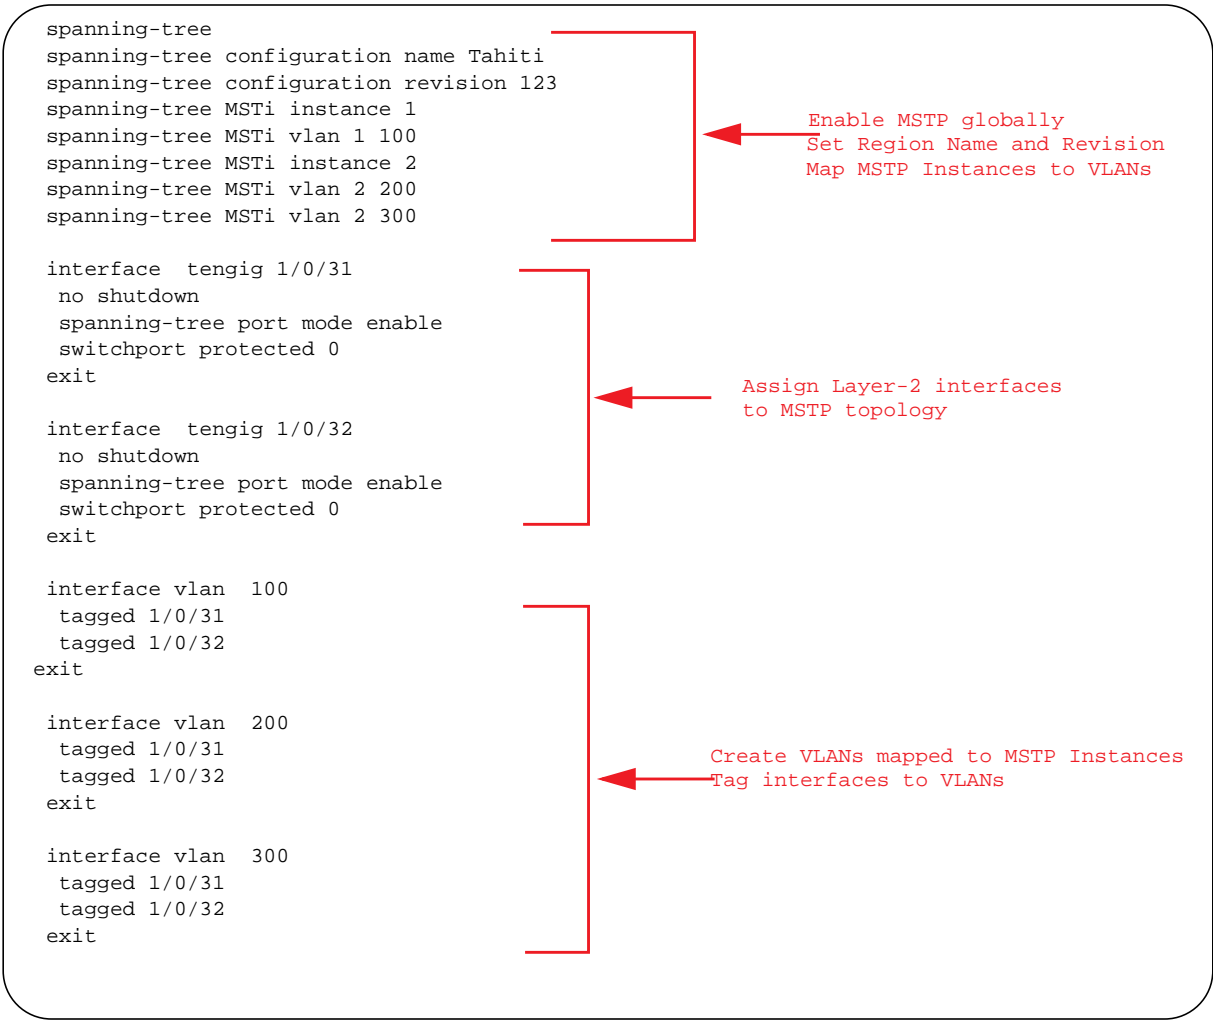 spanning-tree
spanning-tree configuration name Tahiti
spanning-tree configuration revision 123
spanning-tree MSTi instance 1
spanning-tree MSTi vlan 1 100
spanning-tree MSTi instance 2
spanning-tree MSTi vlan 2 200
spanning-tree MSTi vlan 2 300
Enable MSTP globally
Set Region Name and Revision
Map MSTP Instances to VLANs
interface  tengig 1/0/31
no shutdown
spanning-tree port mode enable
switchport protected 0
exit
interface  tengig 1/0/32
no shutdown
spanning-tree port mode enable
switchport protected 0
exit
Assign Layer-2 interfaces
to MSTP topology
interface vlan  100
tagged 1/0/31
tagged 1/0/32
exit
interface vlan  200
tagged 1/0/31
tagged 1/0/32
exit
interface vlan  300
tagged 1/0/31
tagged 1/0/32
exit
Create VLANs mapped to MSTP Instances
Tag interfaces to VLANs